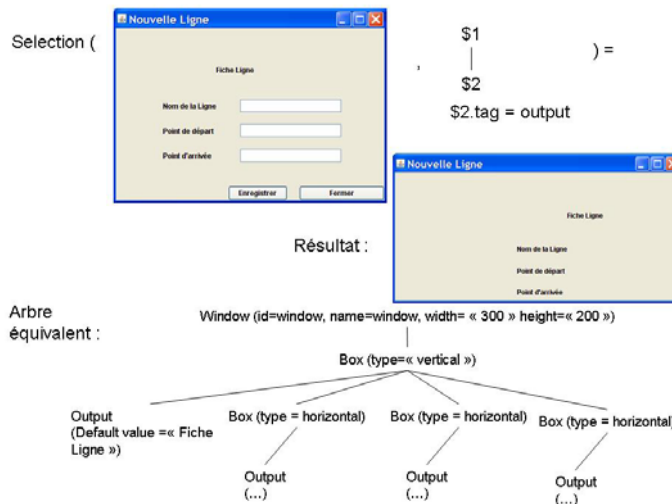 Selection (
Nouvelle Ligne
Fiche Ligne
Nom de la Ligne
Point de départ
Point d'arrivée
Enregistrer
Fermer
,
$1
$2
$2.tag = output
) =
Résultat :
Nouvelle Ligne
Fiche Ligne
Nom de la Ligne
Point de départ
Point d'arrivée
Arbre
équivalent :
Window (id=window, name=window, width= « 300 » height=« 200 »)
Box (type=« vertical »)
Output
(Default value =« Fiche
Ligne »)
Box (type = horizontal)
Output
(...)
Box (type = horizontal)
Output
(...)
Box (type = horizontal)
Output
(...)